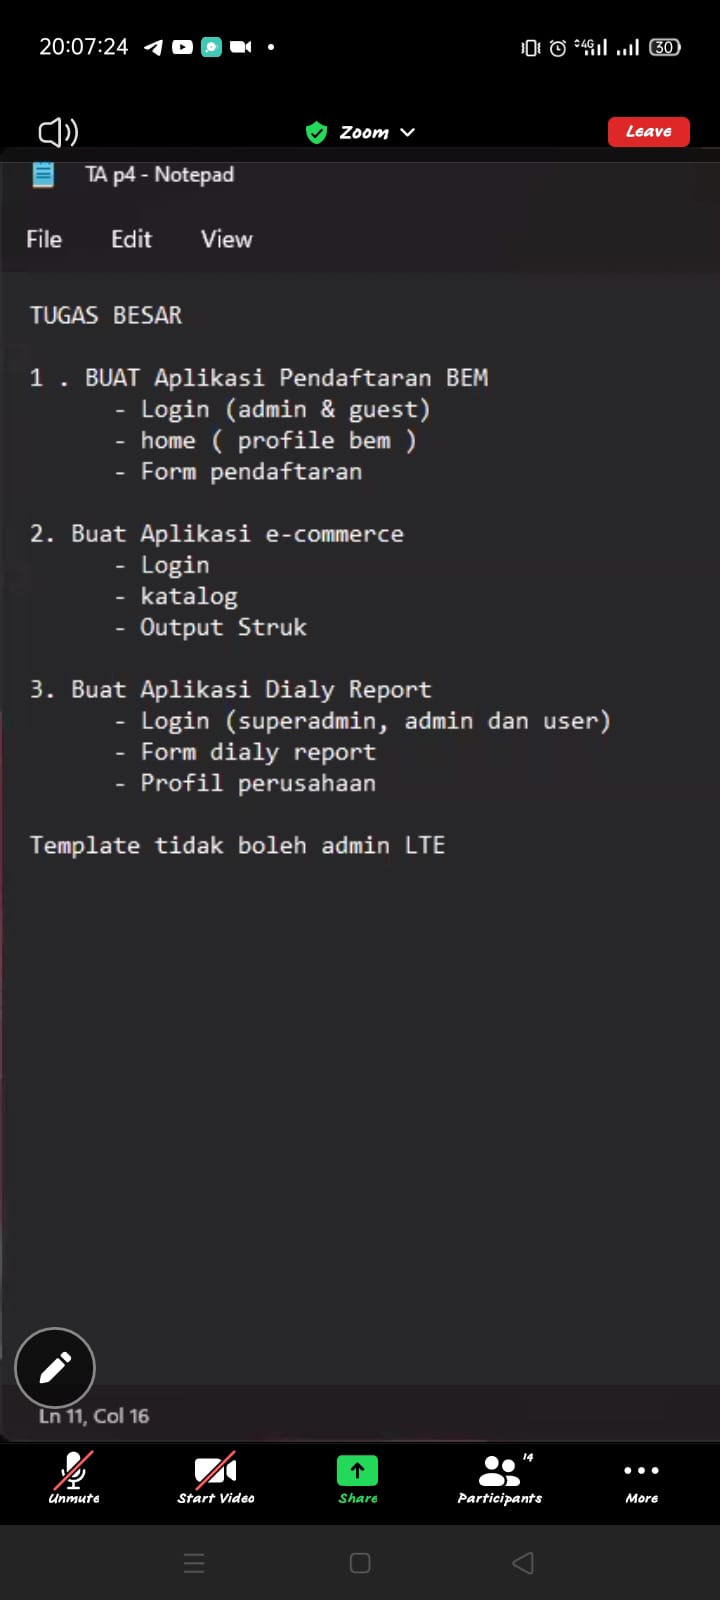 20:07:24
4G
30
Zoom
Leave
TA p4 - Notepad
File Edit View
TUGAS BESAR
1 . BUAT Aplikasi Pendaftaran BEM
- Login (admin & guest)
- home ( profile bem )
- Form pendaftaran
2. Buat Aplikasi e-commerce
- Login
- katalog
- Output Struk
3. Buat Aplikasi Dialy Report
- Login (superadmin, admin dan user)
- Form dialy report
- Profil perusahaan
Template tidak boleh admin LTE
Ln 11, Col 16
14
Unmute Start Video Share Participants More